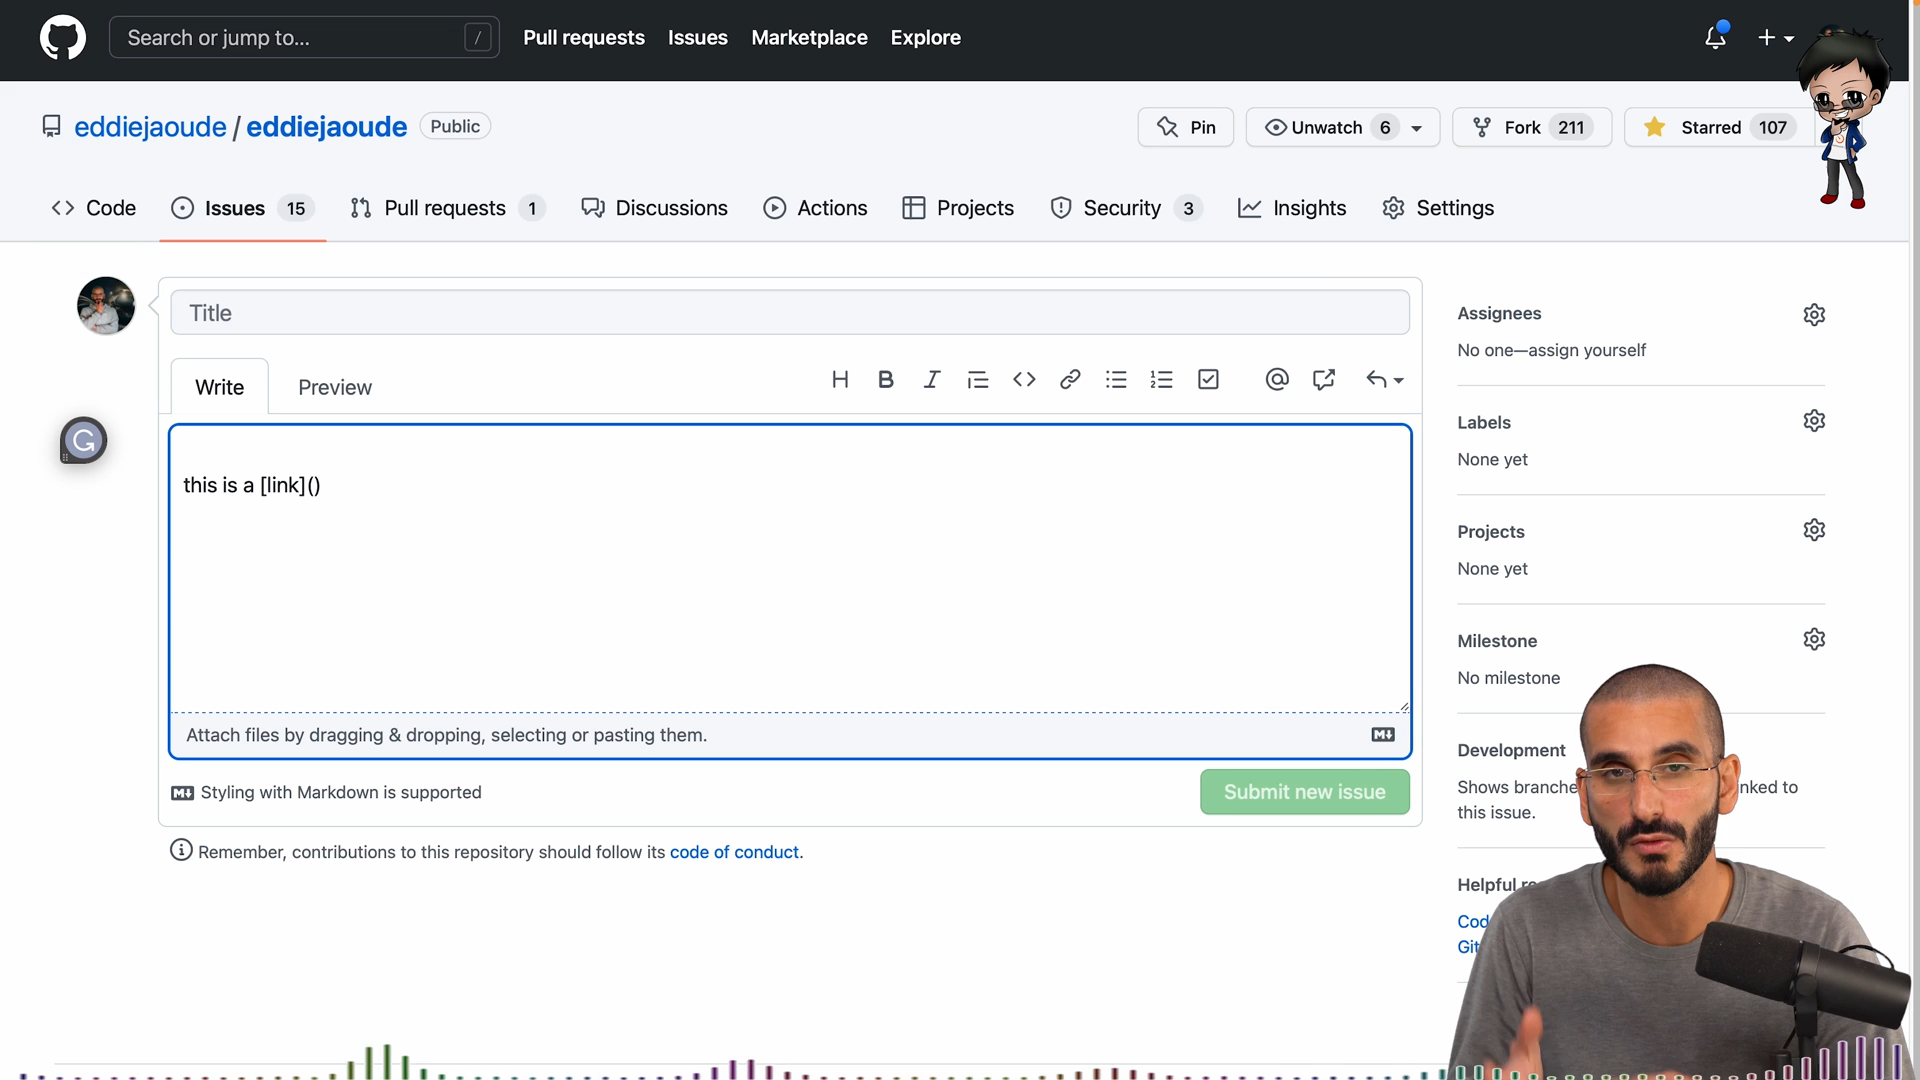 Search or jump to... /
Pull requests Issues Marketplace Explore
eddiejaoude / eddiejaoude Public
Pin Unwatch 6 Fork 211 Starred 107
Code Issues 15 Pull requests 1 Discussions Actions Projects Security 3 Insights Settings
Title
Write Preview
H B I <> @
this is a [link]()
Attach files by dragging & dropping, selecting or pasting them.
Styling with Markdown is supported
Submit new issue
Remember, contributions to this repository should follow its code of conduct.
Assignees
No one—assign yourself
Labels
None yet
Projects
None yet
Milestone
No milestone
Development
Shows branche nked to
this issue.
Helpful re
Cod
Git